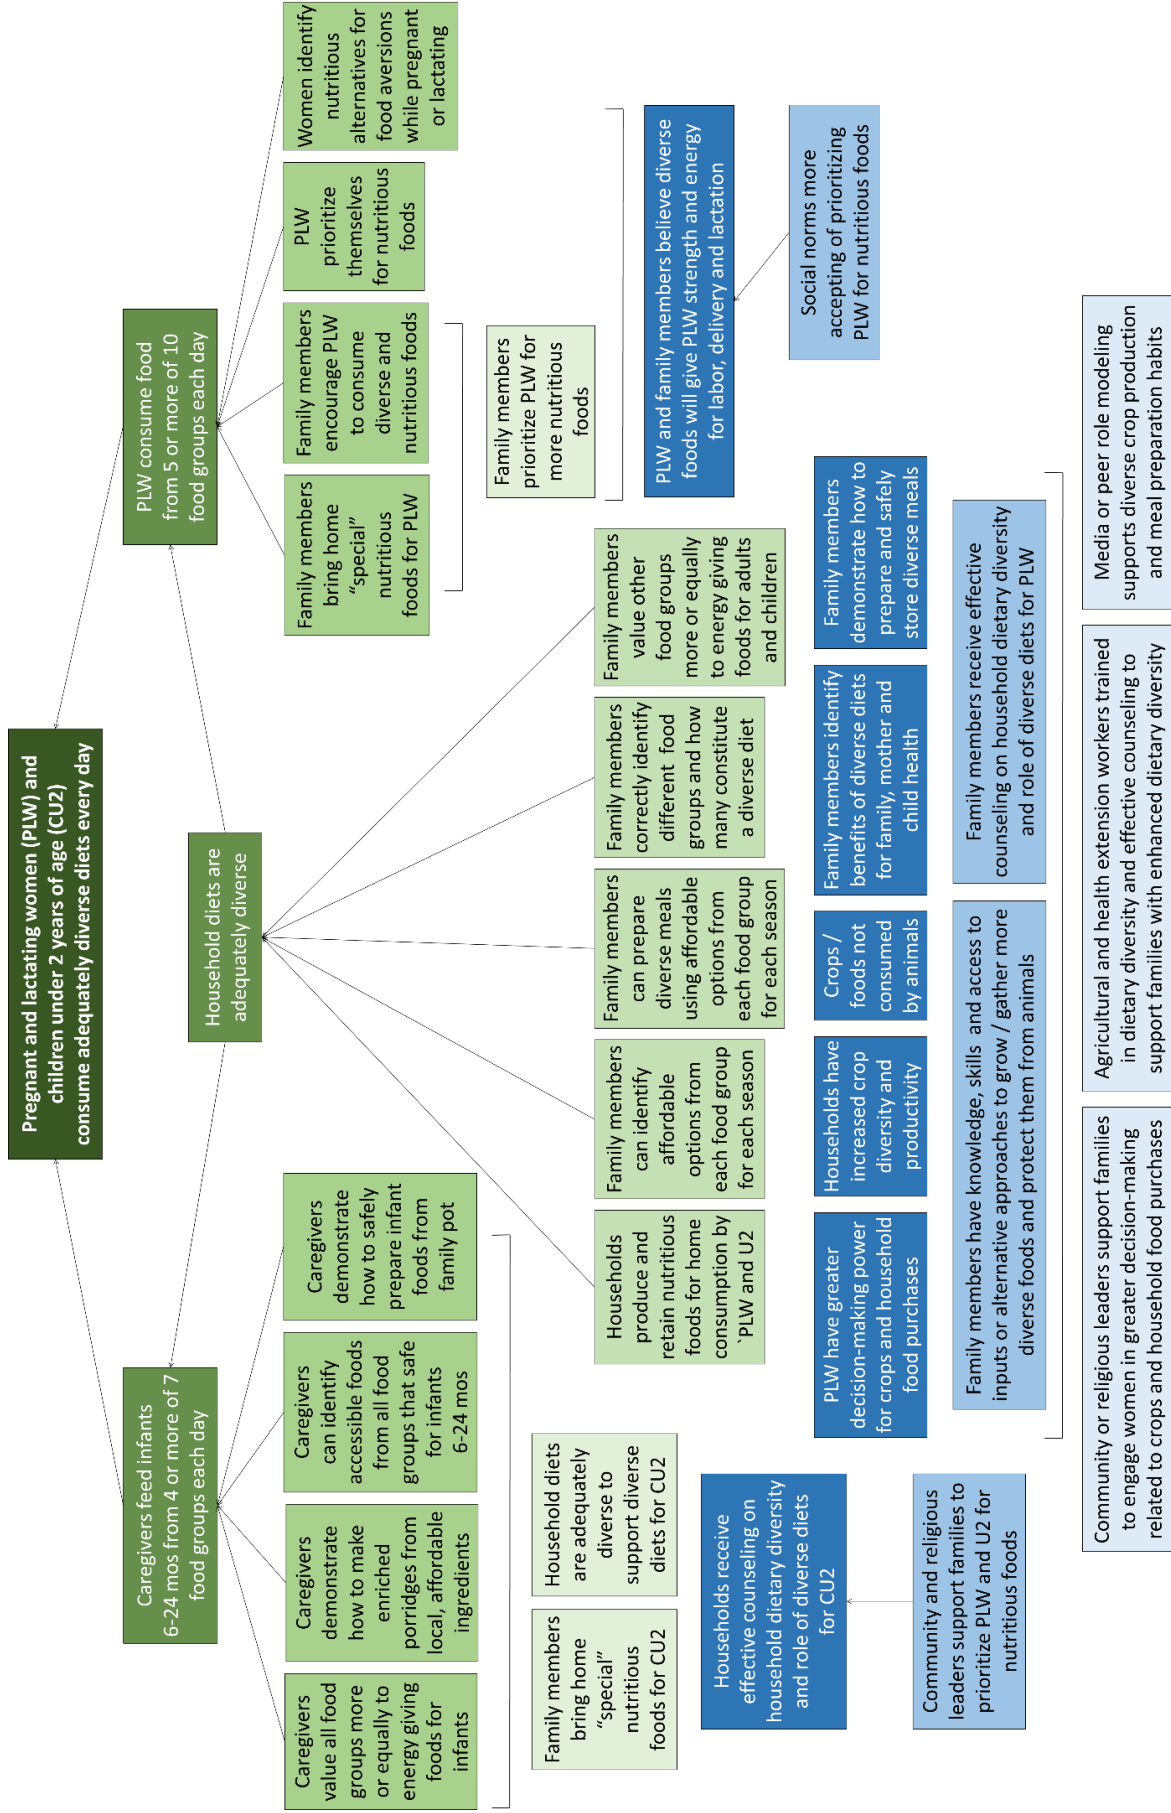 Pregnant and lactating women (PLW) and
children under 2 years of age (CU2)
consume adequately diverse diets every day
Caregivers feed infants
6-24 mos from 4 or more of 7
food groups each day
Household diets are
adequately diverse
PLW consume food
from 5 or more of 10
food groups each day
Caregivers
value all food
groups more
or equally to
energy giving
foods for
infants
Caregivers
demonstrate
how to make
enriched
porridges from
local, affordable
ingredients
Caregivers
can identify
accessible foods
from all food
groups that safe
for infants
6-24 mos
Caregivers
demonstrate
how to safely
prepare infant
foods from
family pot
Family members
bring home
“special”
nutritious
foods for PLW
Family members
encourage PLW
to consume
diverse and
nutritious foods
PLW
prioritize
themselves
for nutritious
foods
Women identify
nutritious
alternatives for
food aversions
while pregnant
or lactating
Family members
bring home
“special”
nutritious
foods for CU2
Household diets
are adequately
diverse to
support diverse
diets for CU2
Family members
prioritize PLW for
more nutritious
foods
Households
produce and
retain nutritious
foods for home
consumption by
`PLW and U2
Family members
can identify
affordable
options from
each food group
for each season
Family members
can prepare
diverse meals
using affordable
options from
each food group
for each season
Family members
correctly identify
different food
groups and how
many constitute
a diverse diet
Family members
value other
food groups
more or equally
to energy giving
foods for adults
and children
PLW and family members believe diverse
foods will give PLW strength and energy
for labor, delivery and lactation
Households receive
effective counseling on
household dietary diversity
and role of diverse diets
for CU2
PLW have greater
decision-making power
for crops and household
food purchases
Households have
increased crop
diversity and
productivity
Crops /
foods not
consumed
by animals
Family members identify
benefits of diverse diets
for family, mother and
child health
Family members
demonstrate how to
prepare and safely
store diverse meals
Social norms more
accepting of prioritizing
PLW for nutritious foods
Community and religious
leaders support families to
prioritize PLW and U2 for
nutritious foods
Family members have knowledge, skills and access to
inputs or alternative approaches to grow / gather more
diverse foods and protect them from animals
Family members receive effective
counseling on household dietary diversity
and role of diverse diets for PLW
Community or religious leaders support families
to engage women in greater decision-making
related to crops and household food purchases
Agricultural and health extension workers trained
in dietary diversity and effective counseling to
support families with enhanced dietary diversity
Media or peer role modeling
supports diverse crop production
and meal preparation habits